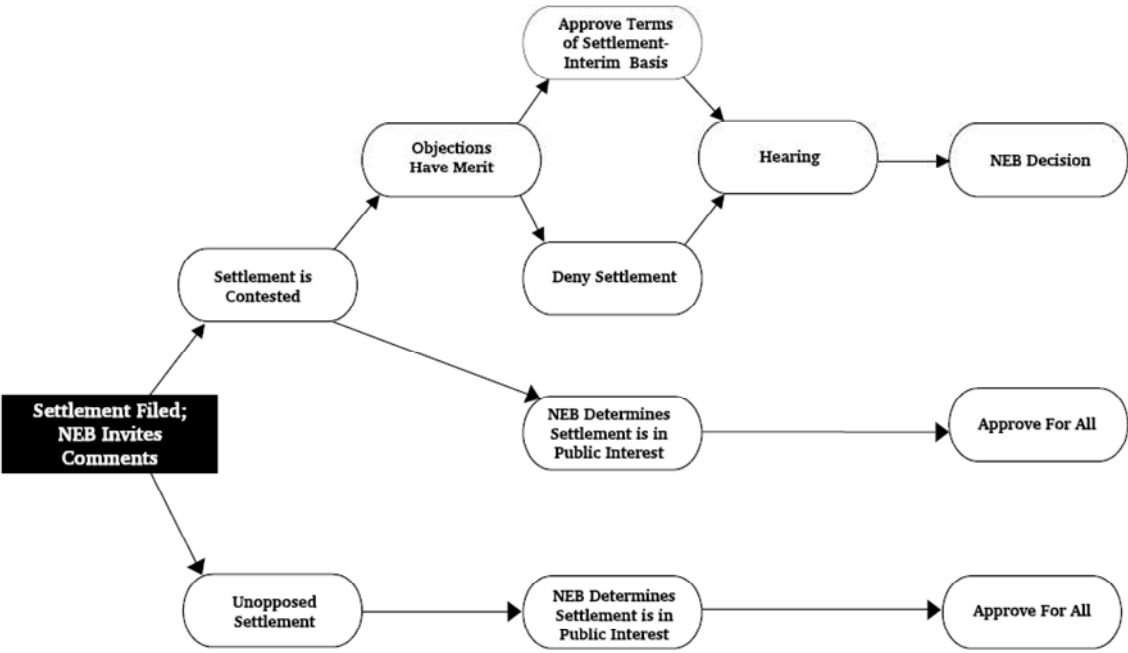 Approve Terms
of Settlement-
Interim Basis
Objections
Have Merit
Hearing
NEB Decision
Settlement is
Contested
Deny Settlement
Settlement Filed;
NEB Invites
Comments
NEB Determines
Settlement is in
Public Interest
Approve For All
Unopposed
Settlement
NEB Determines
Settlement is in
Public Interest
Approve For All